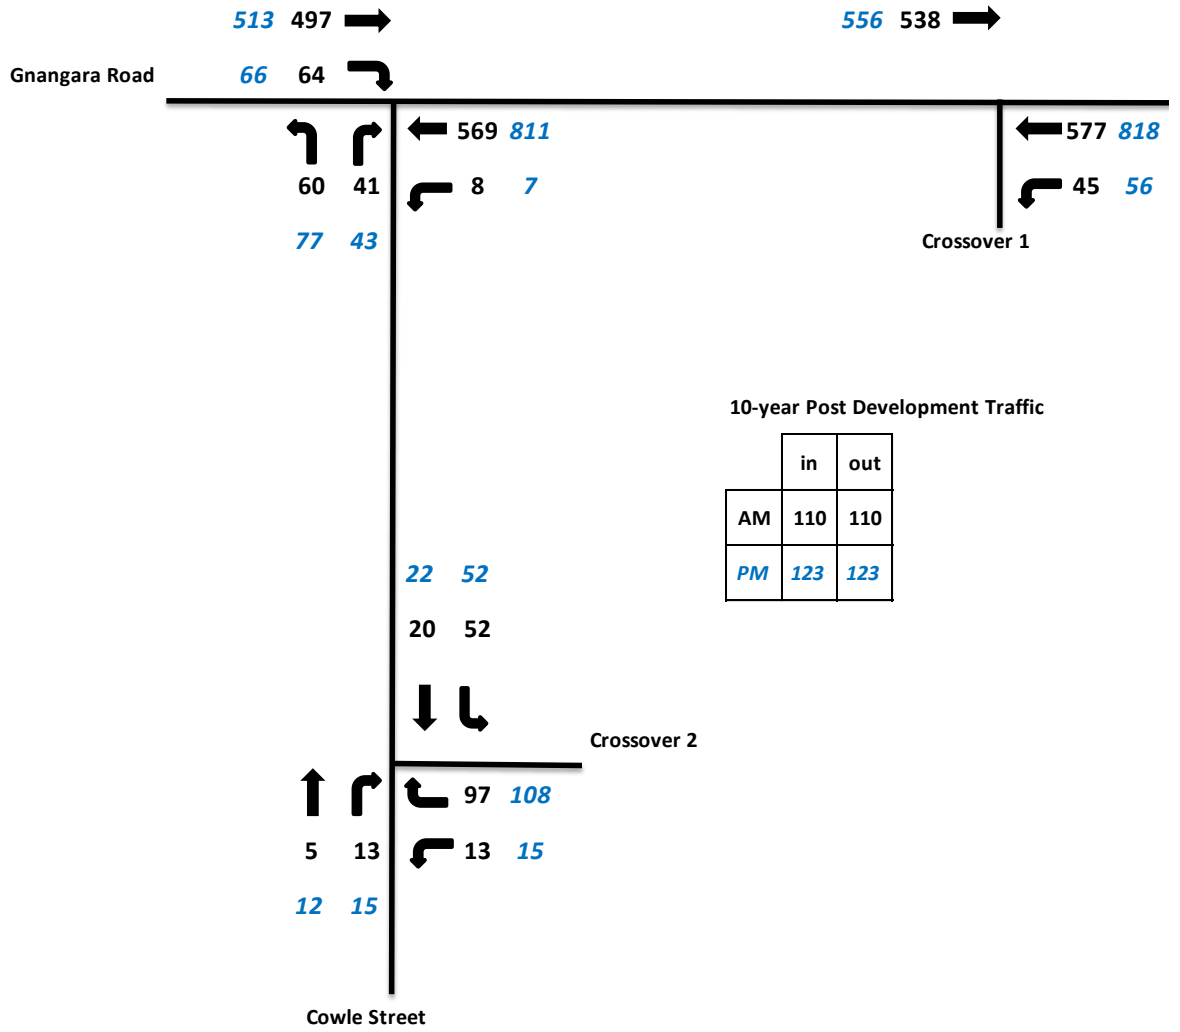 513 497
556 538
Gnangara Road
66 64
569 811
577 818
60 41
8 7
45 56
77 43
Crossover 1
10-year Post Development Traffic
in out
AM 110 110
PM 123 123
22 52
20 52
Crossover 2
97 108
5 13
13 15
12 15
Cowle Street